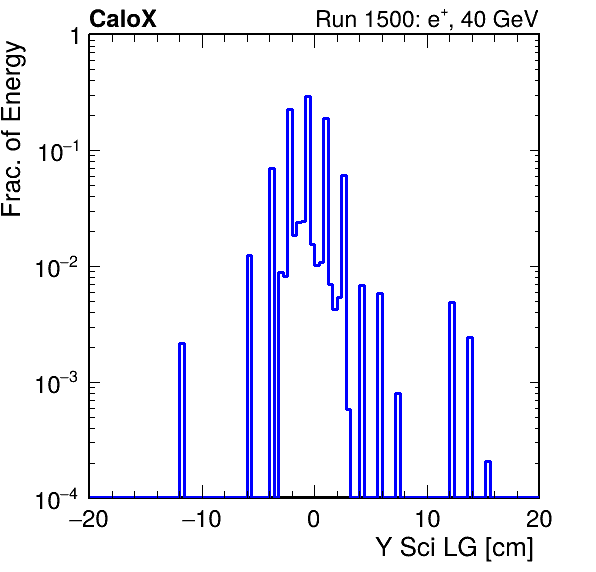 CaloX Run 1500: e⁺, 40 GeV
Frac. of Energy
1
10⁻¹
10⁻²
10⁻³
10⁻⁴
−20 −10 0 10 20
Y Sci LG [cm]